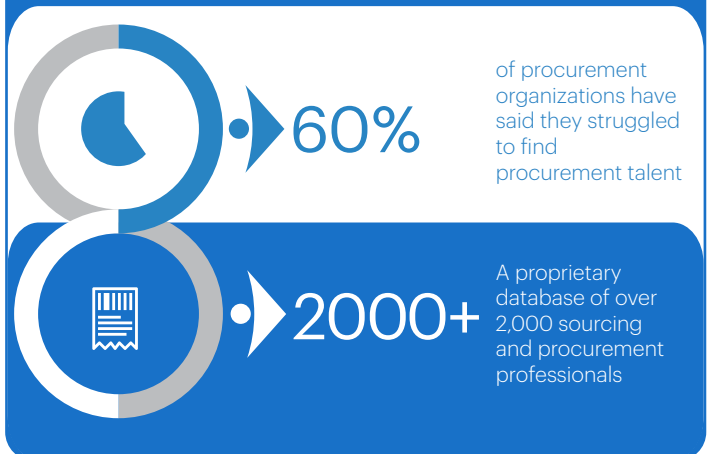 60%
of procurement
organizations have
said they struggled
to find
procurement talent
2000+
A proprietary
database of over
2,000 sourcing
and procurement
professionals